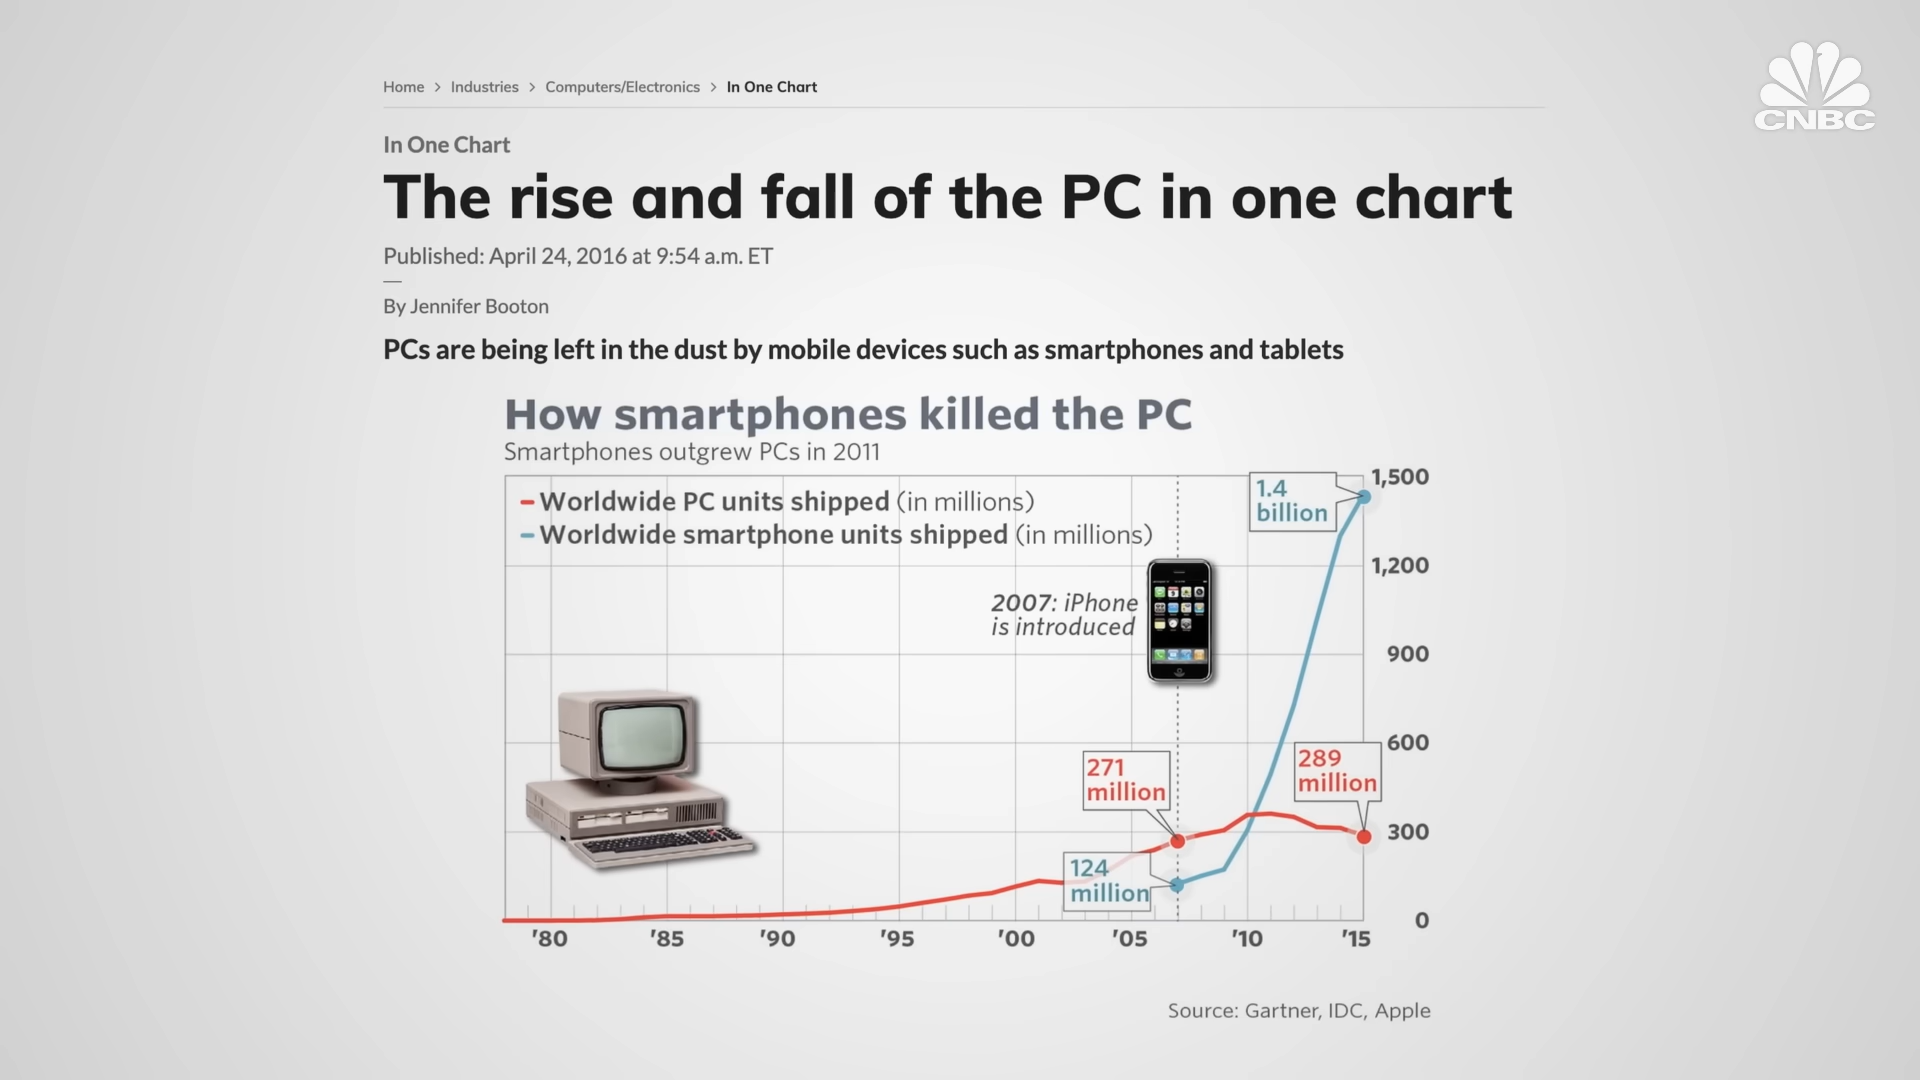 CNBC
Home > Industries > Computers/Electronics > In One Chart
In One Chart
The rise and fall of the PC in one chart
Published: April 24, 2016 at 9:54 a.m. ET
By Jennifer Booton
PCs are being left in the dust by mobile devices such as smartphones and tablets
How smartphones killed the PC
Smartphones outgrew PCs in 2011
Worldwide PC units shipped (in millions)
Worldwide smartphone units shipped (in millions)
1.4
billion
2007: iPhone
is introduced
271
million
289
million
124
million
1,500
1,200
900
600
300
0
'80 '85 '90 '95 '00 '05 '10 '15
Source: Gartner, IDC, Apple